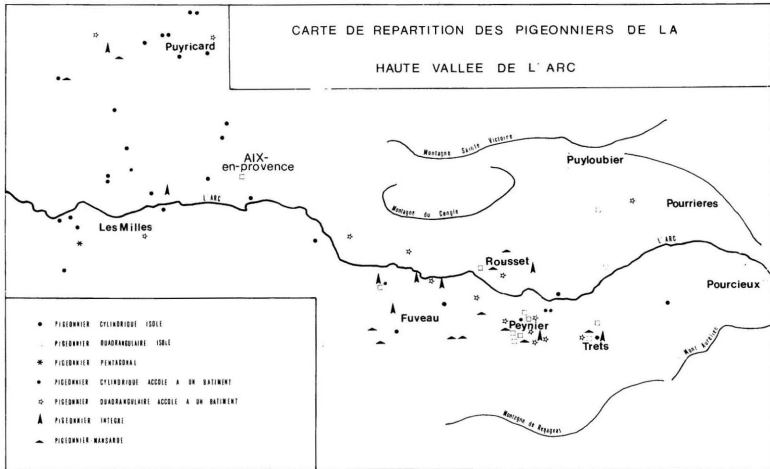 CARTE DE REPARTITION DES PIGEONNIERS DE LA
HAUTE VALLEE DE L'ARC
Puyricard
Montagne Sainte Victoire
AIX-
en-provence
Puyloubier
L'ARC
Montagne du Cengle
Pourrieres
Les Milles
L'ARC
Rousset
Pourcieux
Fuveau
Peynier
Trets
Mont Aurélien
Montagne de Regagnas
PIGEONNIER CYLINDRIQUE ISOLE
PIGEONNIER QUADRANGULAIRE ISOLE
PIGEONNIER PENTAGONAL
PIGEONNIER CYLINDRIQUE ACCOLE A UN BATIMENT
PIGEONNIER QUADRANGULAIRE ACCOLE A UN BATIMENT
PIGEONNIER INTEGRE
PIGEONNIER-MANSARDE